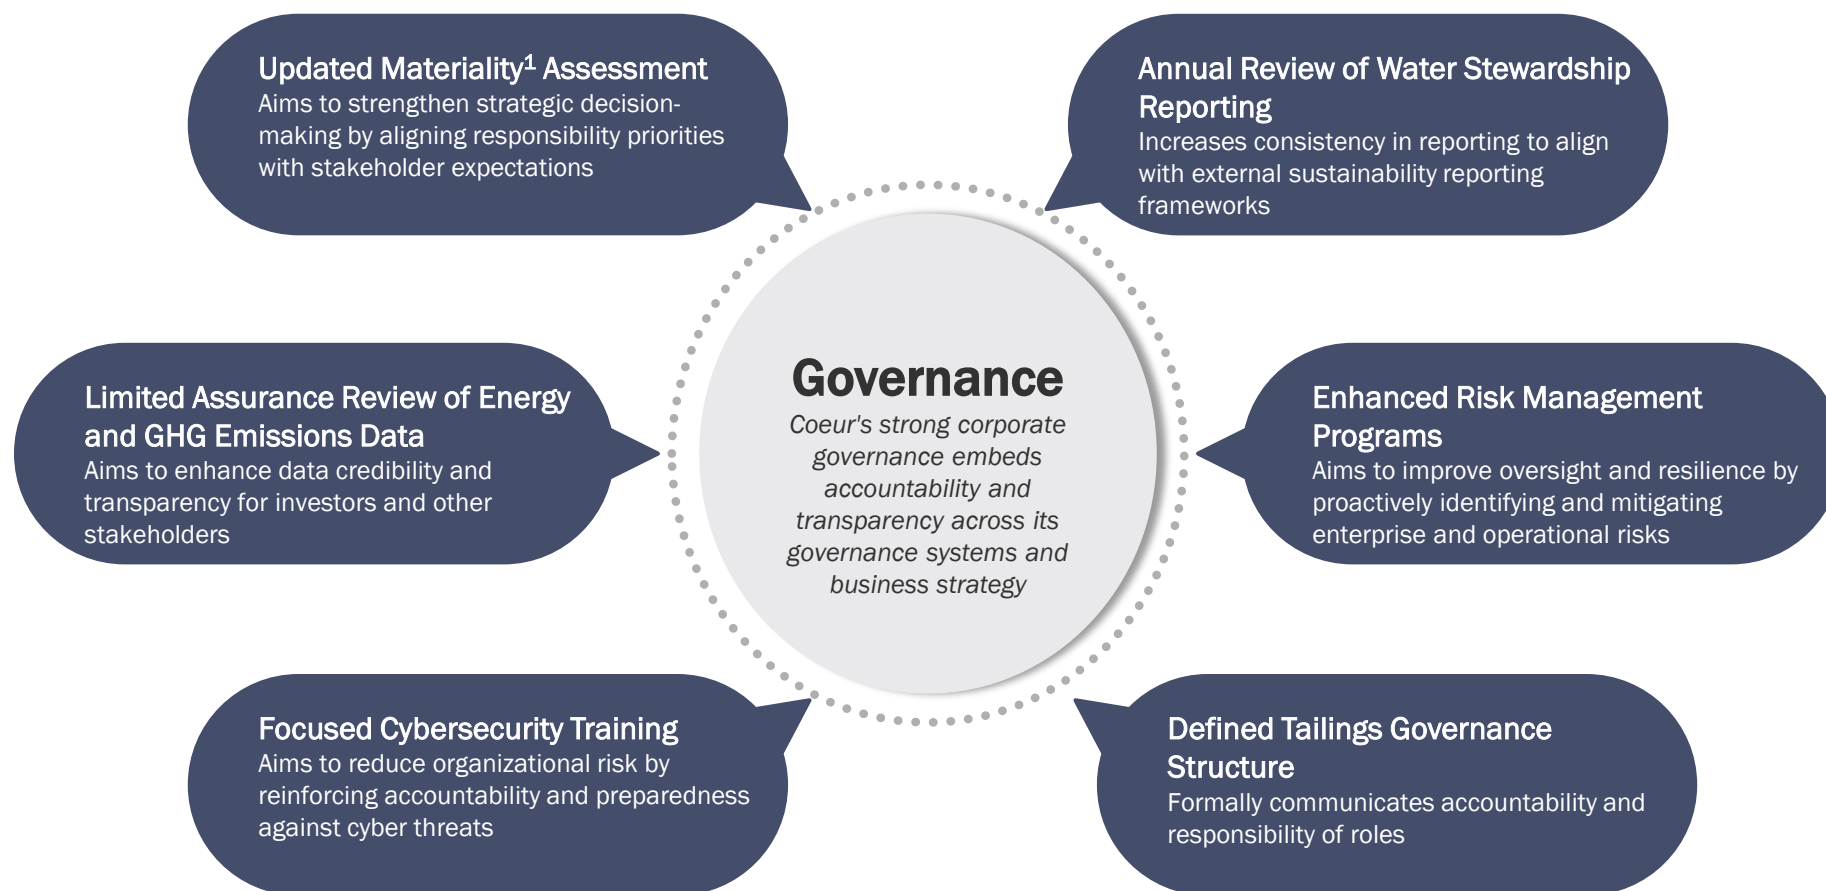 Updated Materiality¹ Assessment
Aims to strengthen strategic decision-
making by aligning responsibility priorities
with stakeholder expectations
Annual Review of Water Stewardship
Reporting
Increases consistency in reporting to align
with external sustainability reporting
frameworks
Limited Assurance Review of Energy
and GHG Emissions Data
Aims to enhance data credibility and
transparency for investors and other
stakeholders
Governance
Coeur's strong corporate
governance embeds
accountability and
transparency across its
governance systems and
business strategy
Enhanced Risk Management
Programs
Aims to improve oversight and resilience by
proactively identifying and mitigating
enterprise and operational risks
Focused Cybersecurity Training
Aims to reduce organizational risk by
reinforcing accountability and preparedness
against cyber threats
Defined Tailings Governance
Structure
Formally communicates accountability and
responsibility of roles